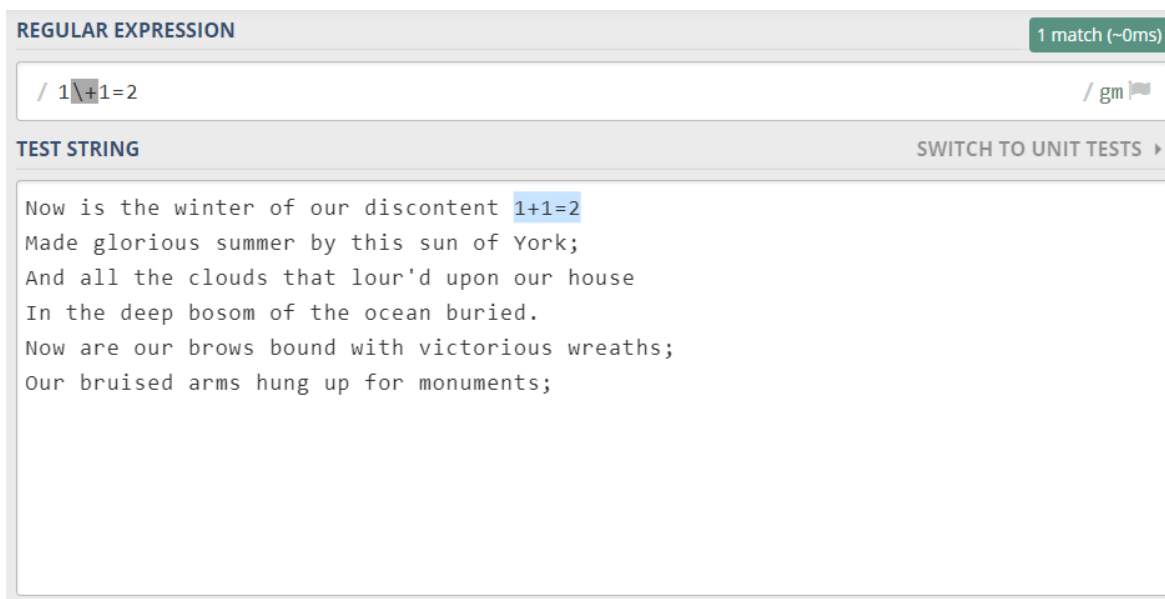 REGULAR EXPRESSION
1 match (~0ms)
/ 1\+1=2 / gm
TEST STRING
SWITCH TO UNIT TESTS
Now is the winter of our discontent 1+1=2
Made glorious summer by this sun of York;
And all the clouds that lour'd upon our house
In the deep bosom of the ocean buried.
Now are our brows bound with victorious wreaths;
Our bruised arms hung up for monuments;